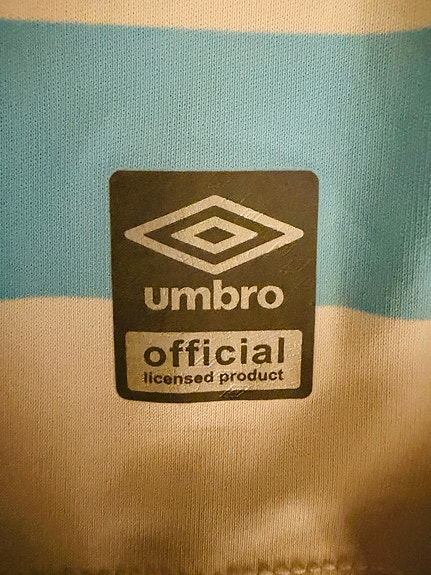 umbro
official
licensed product